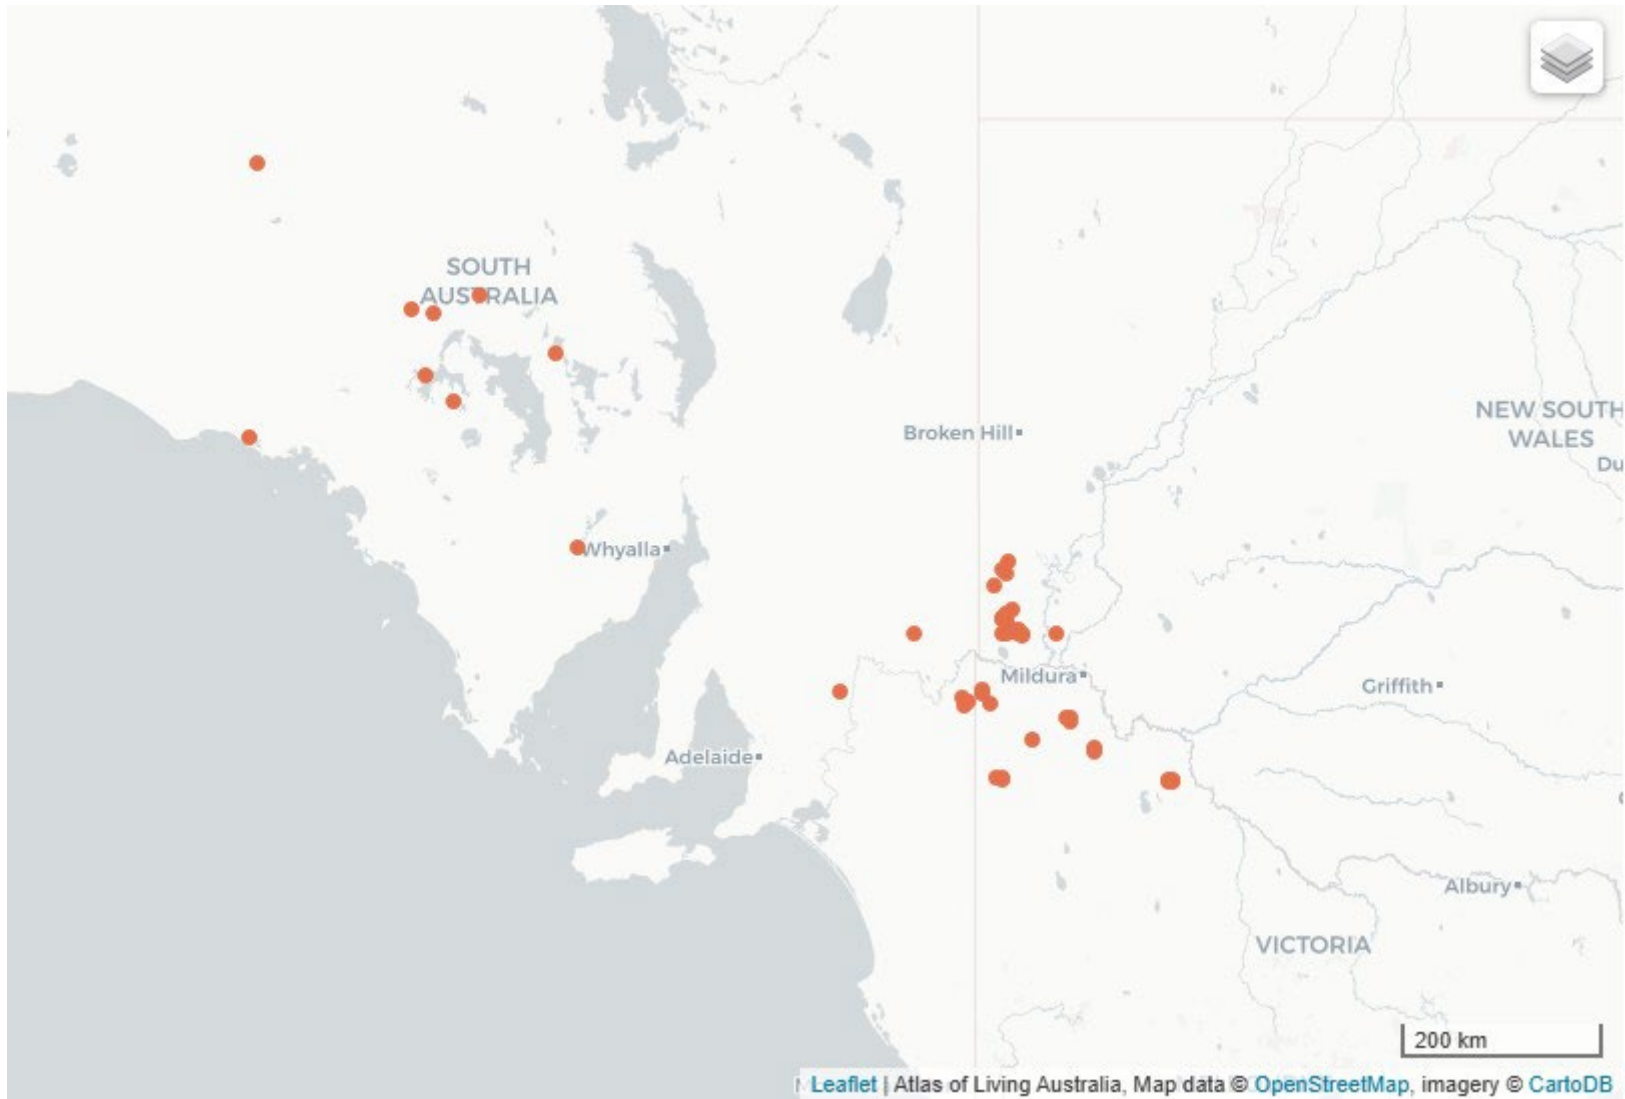 SOUTH
AUSTRALIA
Broken Hill
NEW SOUTH
WALES
Du
Whyalla
Mildura
Griffith
Adelaide
Albury
VICTORIA
200 km
Leaflet | Atlas of Living Australia, Map data © OpenStreetMap, imagery © CartoDB